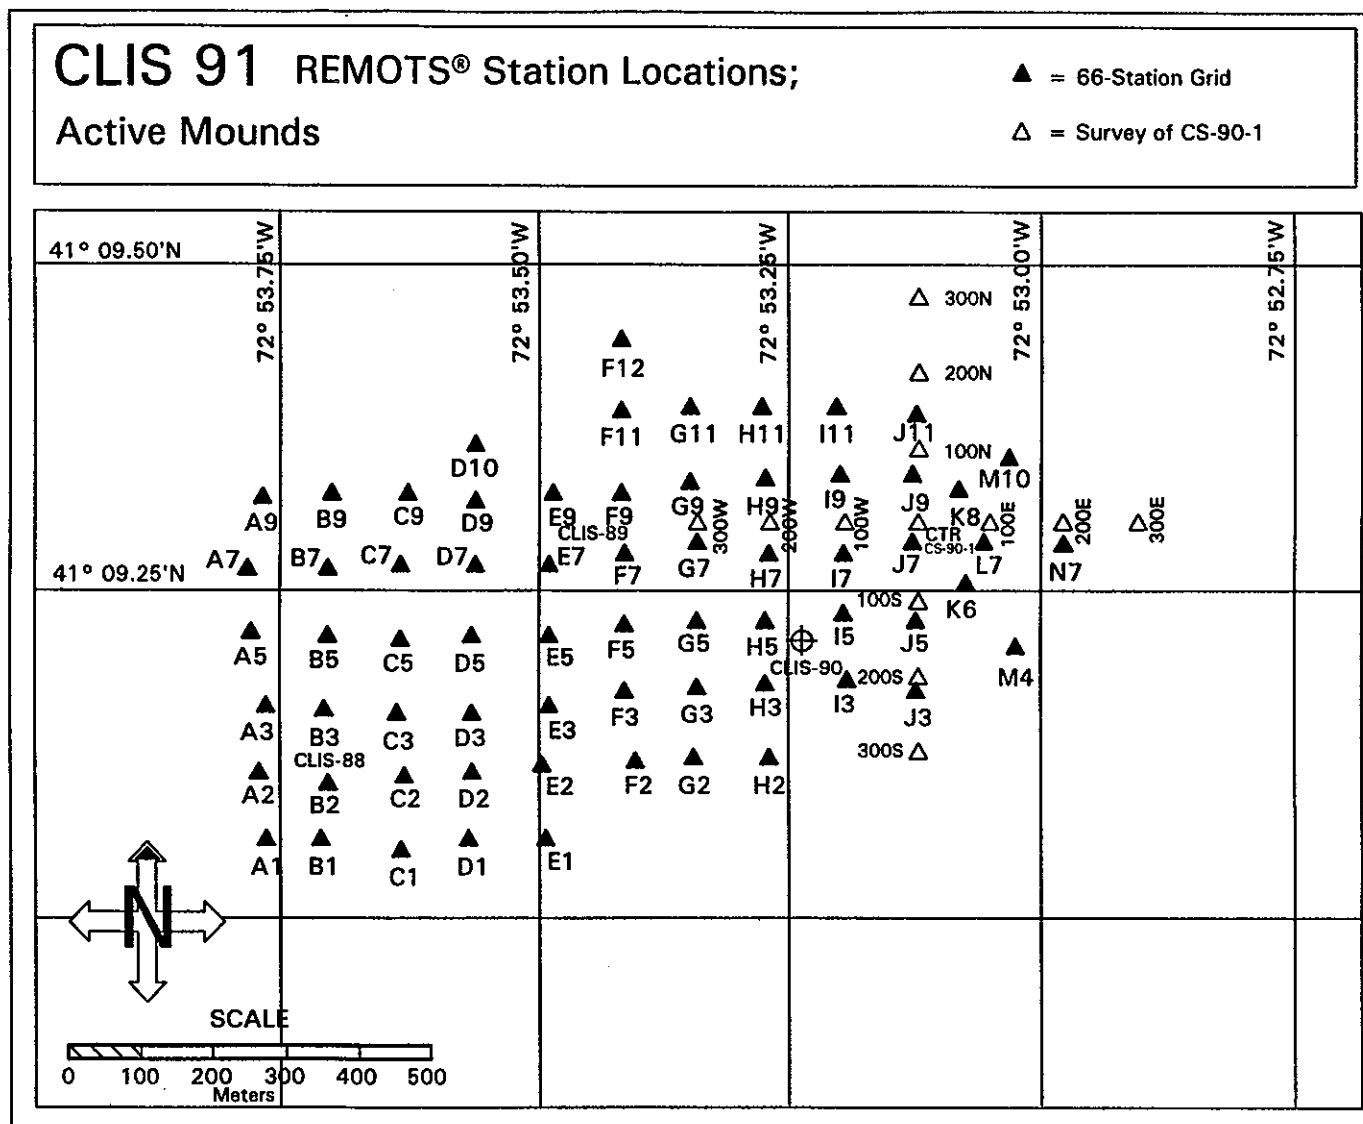 CLIS 91 REMOTS® Station Locations;
Active Mounds
▲ = 66-Station Grid
△ = Survey of CS-90-1
41° 09.50'N
72° 53.75'W
72° 53.50'W
72° 53.25'W
72° 53.00'W
72° 52.75'W
300N
F12
200N
F11 G11 H11 I11 J11
100N
D10
M10
A9 B9 C9 D9 E9 F9 G9 H9 I9 J9 K8
CLIS-89
300W
200W
100W
CTR
CS-90-1
100E
200E
300E
A7 B7 C7 D7 E7 F7 G7 H7 I7 J7 L7 N7
41° 09.25'N
100S
K6
A5 B5 C5 D5 E5 F5 G5 H5 I5 J5
CLIS-90
200S
M4
A3 B3 C3 D3 E3 F3 G3 H3 I3 J3
300S
CLIS-88
A2 B2 C2 D2 E2 F2 G2 H2
A1 B1 C1 D1 E1
N
SCALE
0 100 200 300 400 500
Meters